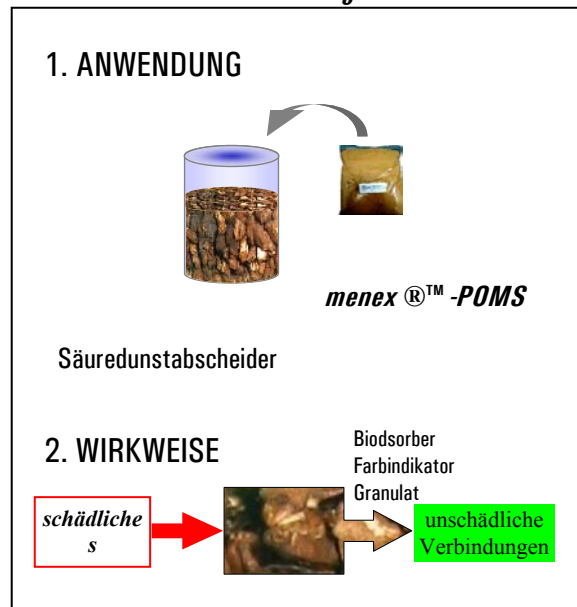 1. ANWENDUNG
menex ®™ -POMS
Säuredunstabscheider
2. WIRKWEISE
Biodsorber
Farbindikator
Granulat
schädliche
s
unschädliche
Verbindungen